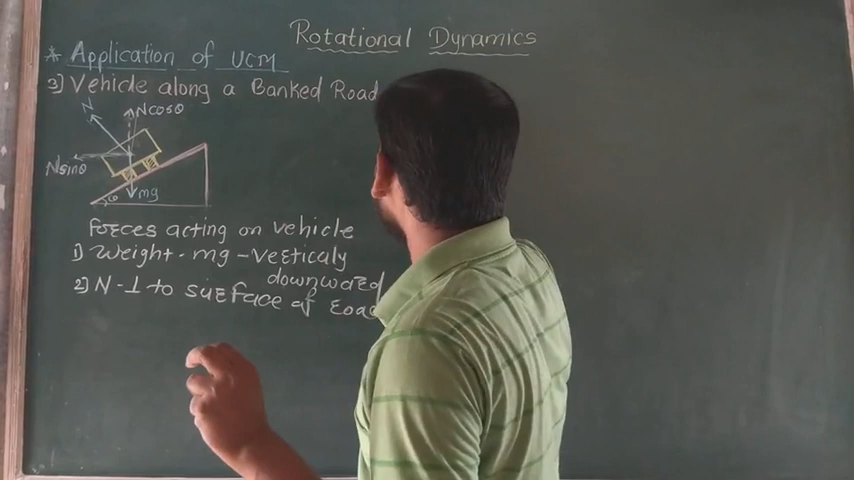 Rotational Dynamics
* Application of UCM
3] Vehicle along a Banked Road
N
Ncosθ
Nsinθ
mg
θ
Forces acting on vehicle
1) Weight - mg - Verticaly
downward
2] N - ⊥ to surface of road